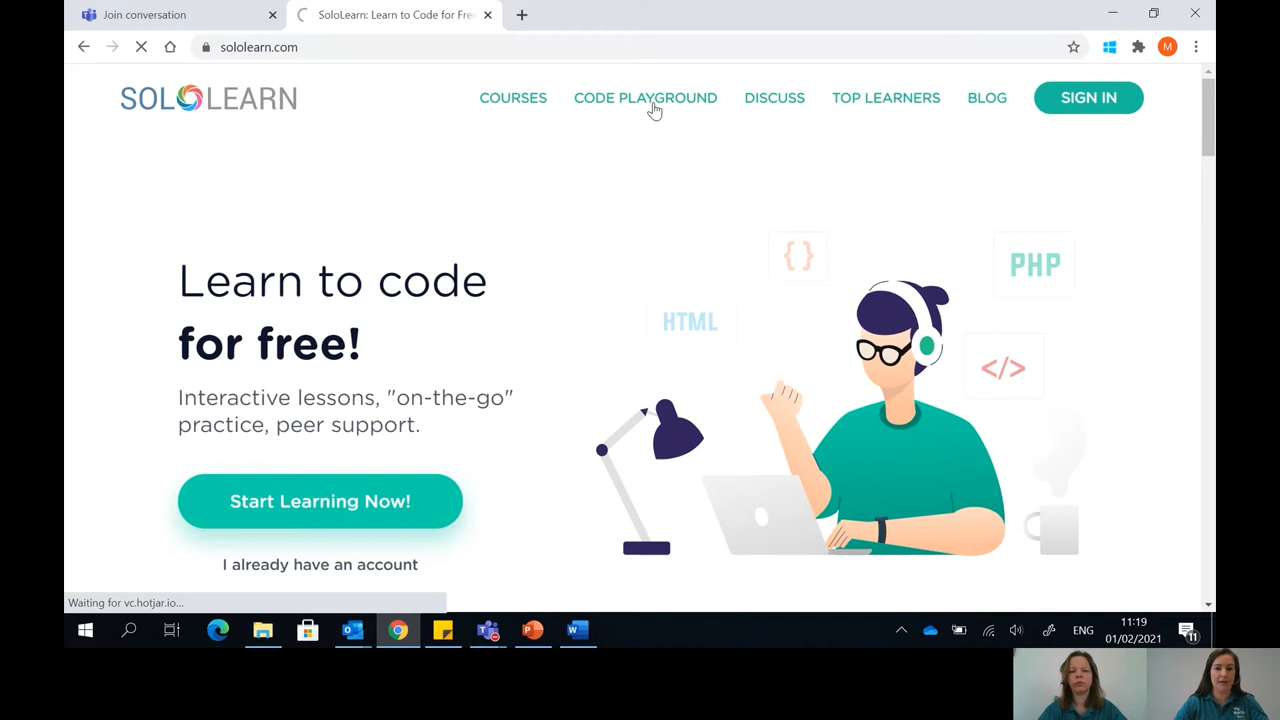 Join conversation
SoloLearn: Learn to Code for Fre
sololearn.com
M
SOLOLEARN
COURSES
CODE PLAYGROUND
DISCUSS
TOP LEARNERS
BLOG
SIGN IN
{}
PHP
HTML
</>
Learn to code
for free!
Interactive lessons, "on-the-go"
practice, peer support.
Start Learning Now!
I already have an account
Waiting for vc.hotjar.io...
ENG
11:19
01/02/2021
11